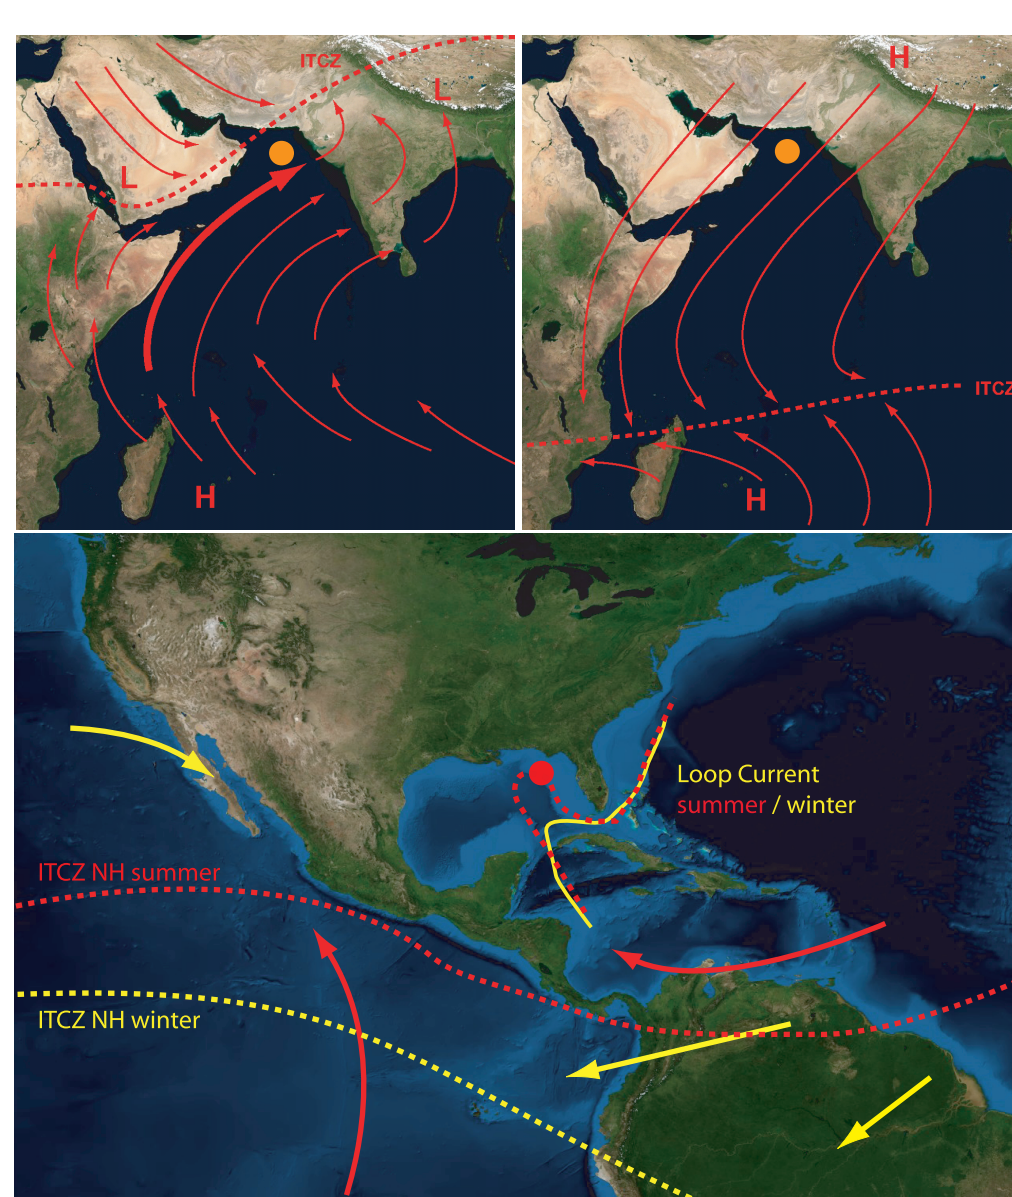 ITCZ
L
L
H
H
ITCZ
H
Loop Current
summer / winter
ITCZ NH summer
ITCZ NH winter